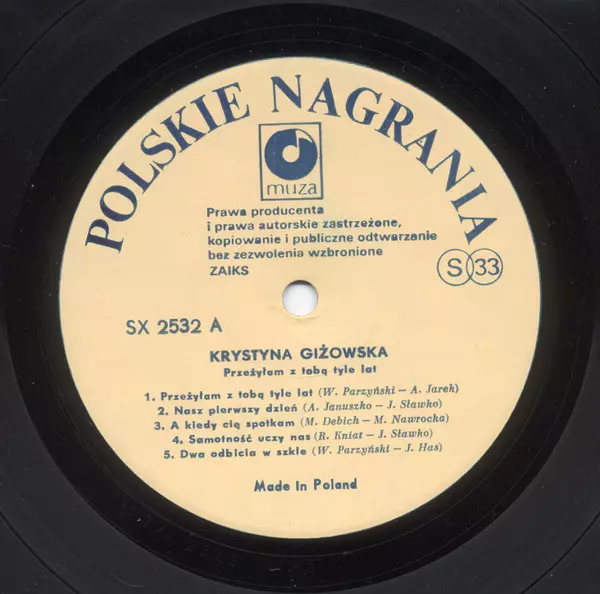 POLSKIE NAGRANIA
muza
Prawa producenta
i prawa autorskie zastrzeżone,
kopiowanie i publiczne odtwarzanie
bez zezwolenia wzbronione
ZAIKS
S 33
SX 2532 A
KRYSTYNA GIŻOWSKA
Przeżyłam z tobą tyle lat
1. Przeżyłam z tobą tyle lat (W. Parzyński – A. Jarek)
2. Nasz pierwszy dzień (A. Januszko – J. Sławko)
3. A kiedy cię spotkam (M. Debich – M. Nawrocka)
4. Samotność uczy nas (R. Kniat – J. Sławko)
5. Dwa odbicia w szkle (W. Parzyński – J. Has)
Made in Poland